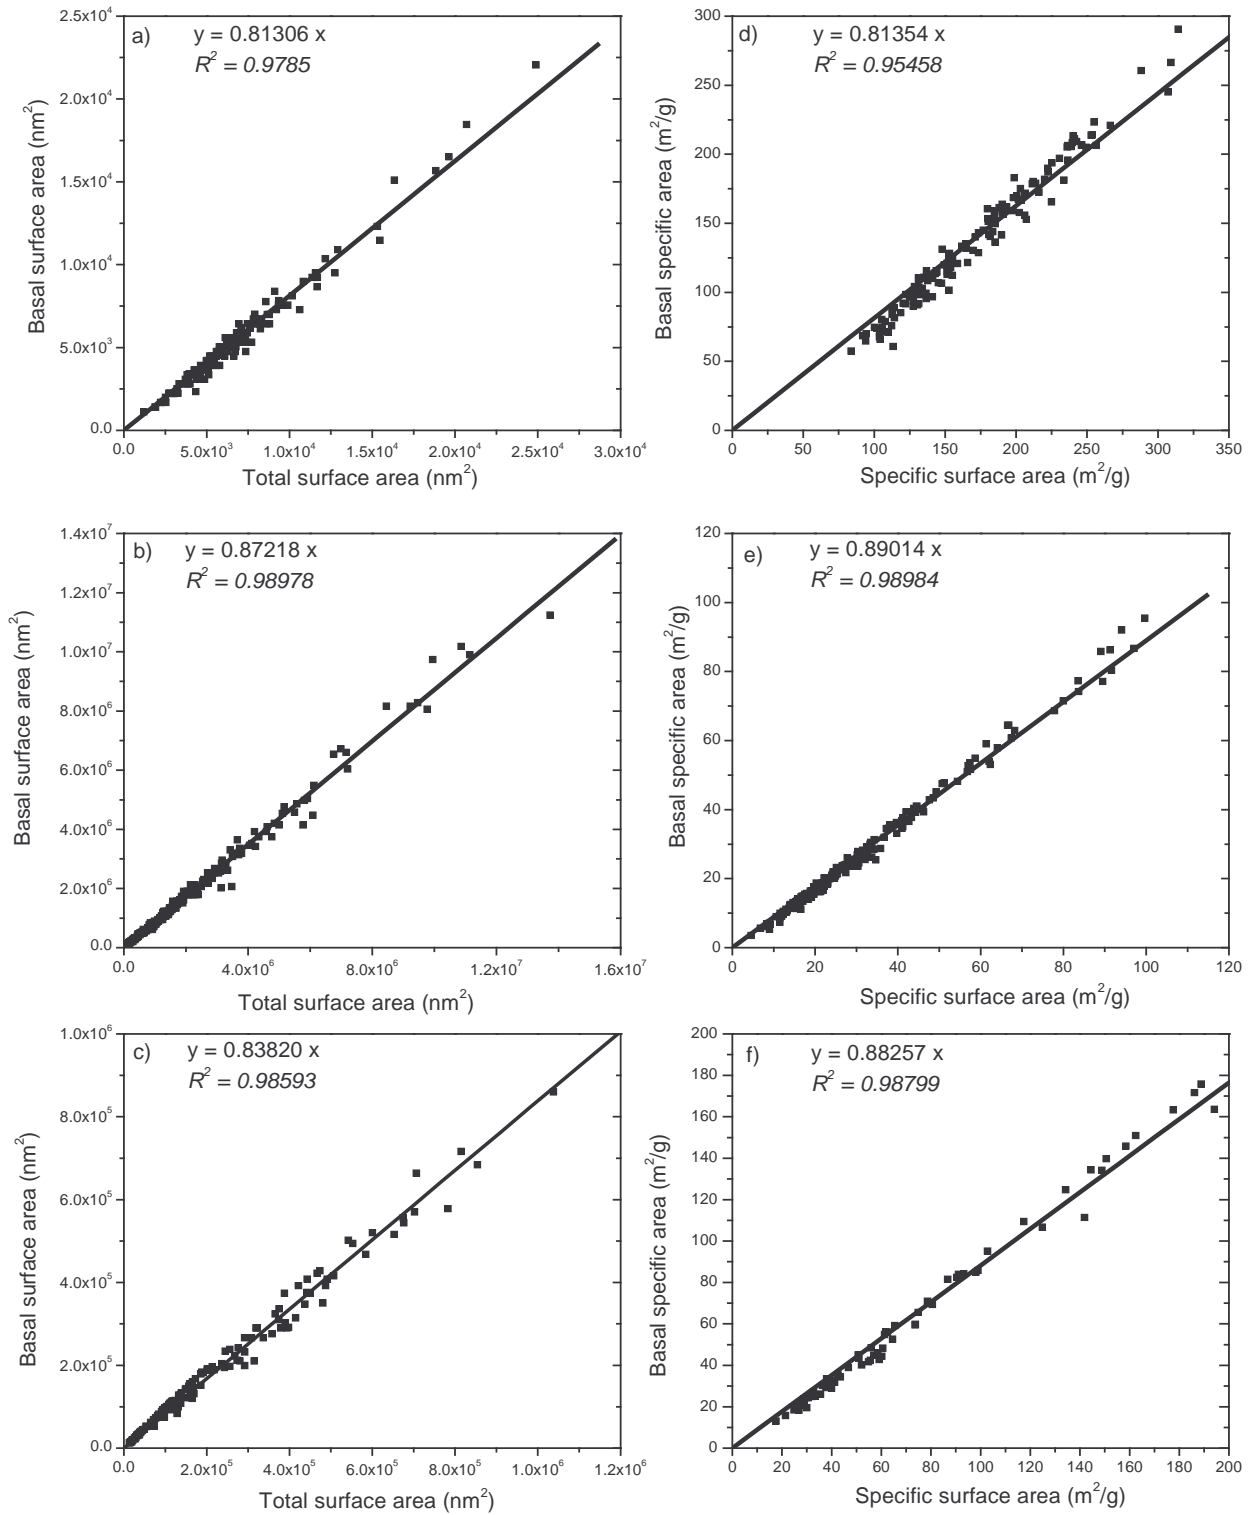 a)
y = 0.81306 x
R² = 0.9785
2.5x10⁴
2.0x10⁴
1.5x10⁴
1.0x10⁴
5.0x10³
0.0
Basal surface area (nm²)
0.0 5.0x10³ 1.0x10⁴ 1.5x10⁴ 2.0x10⁴ 2.5x10⁴ 3.0x10⁴
Total surface area (nm²)
d)
y = 0.81354 x
R² = 0.95458
300
250
200
150
100
50
0
Basal specific area (m²/g)
0 50 100 150 200 250 300 350
Specific surface area (m²/g)
b)
y = 0.87218 x
R² = 0.98978
1.4x10⁷
1.2x10⁷
1.0x10⁷
8.0x10⁶
6.0x10⁶
4.0x10⁶
2.0x10⁶
0.0
Basal surface area (nm²)
0.0 4.0x10⁶ 8.0x10⁶ 1.2x10⁷ 1.6x10⁷
Total surface area (nm²)
e)
y = 0.89014 x
R² = 0.98984
120
100
80
60
40
20
0
Basal specific area (m²/g)
0 20 40 60 80 100 120
Specific surface area (m²/g)
c)
y = 0.83820 x
R² = 0.98593
1.0x10⁶
8.0x10⁵
6.0x10⁵
4.0x10⁵
2.0x10⁵
0.0
Basal surface area (nm²)
0.0 2.0x10⁵ 4.0x10⁵ 6.0x10⁵ 8.0x10⁵ 1.0x10⁶ 1.2x10⁶
Total surface area (nm²)
f)
y = 0.88257 x
R² = 0.98799
200
180
160
140
120
100
80
60
40
20
0
Basal specific area (m²/g)
0 20 40 60 80 100 120 140 160 180 200
Specific surface area (m²/g)